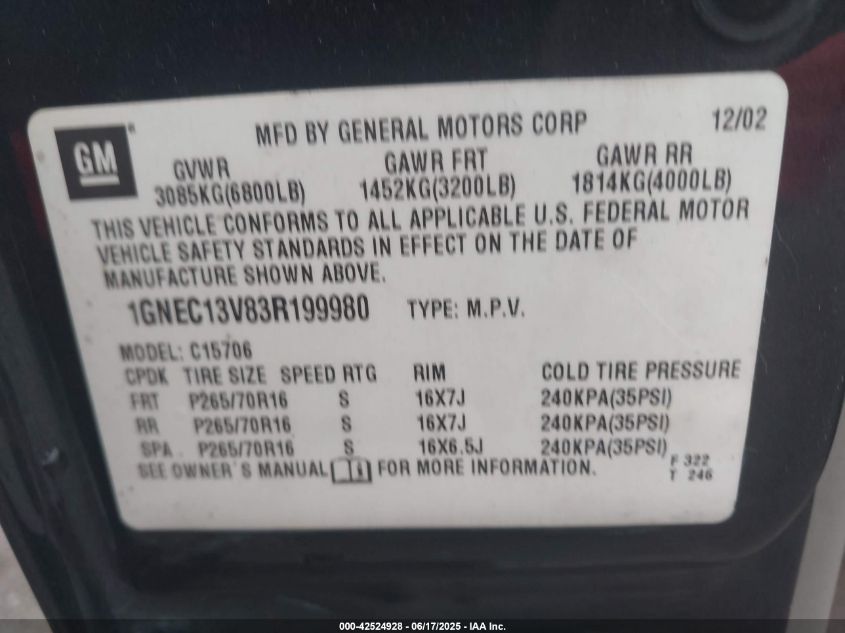 GM
MFD BY GENERAL MOTORS CORP 12/02
GVWR GAWR FRT GAWR RR
3085KG(6800LB) 1452KG(3200LB) 1814KG(4000LB)
THIS VEHICLE CONFORMS TO ALL APPLICABLE U.S. FEDERAL MOTOR
VEHICLE SAFETY STANDARDS IN EFFECT ON THE DATE OF
MANUFACTURE SHOWN ABOVE.
1GNEC13V83R199980 TYPE: M.P.V.
MODEL: C15706
CPDK TIRE SIZE SPEED RTG RIM COLD TIRE PRESSURE
FRT P265/70R16 S 16X7J 240KPA(35PSI)
RR P265/70R16 S 16X7J 240KPA(35PSI)
SPA P265/70R16 S 16X6.5J 240KPA(35PSI)
SEE OWNER'S MANUAL FOR MORE INFORMATION.
F 322
T 246
000-42524928 - 06/17/2025 - IAA Inc.